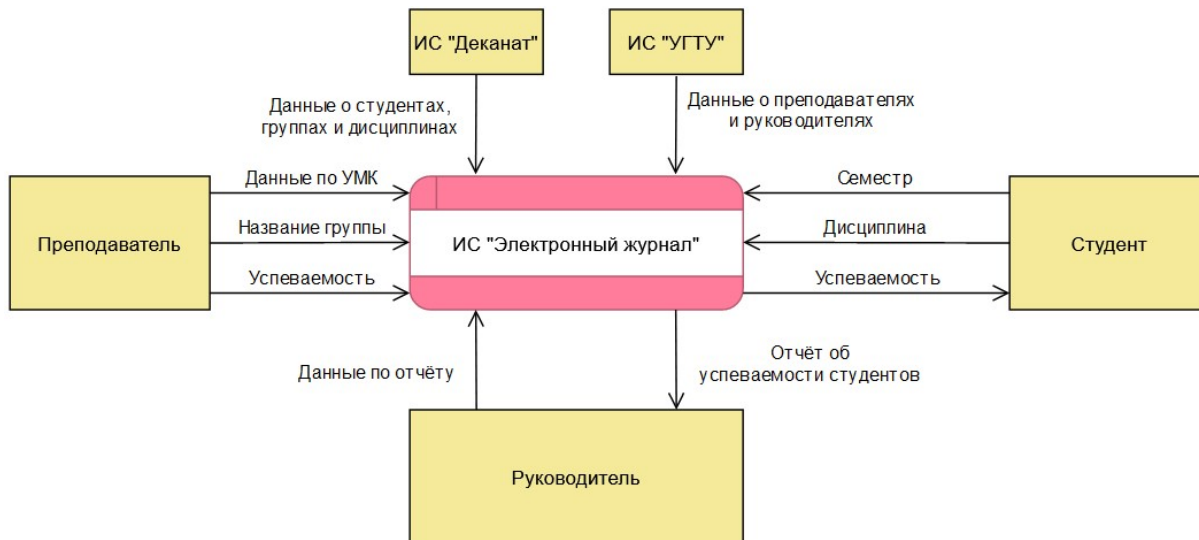 ИС "Деканат"
ИС "УГТУ"
Данные о студентах,
группах и дисциплинах
Данные о преподавателях
и руководителях
Преподаватель
Данные по УМК
Название группы
Успеваемость
ИС "Электронный журнал"
Семестр
Дисциплина
Успеваемость
Студент
Данные по отчёту
Отчёт об
успеваемости студентов
Руководитель